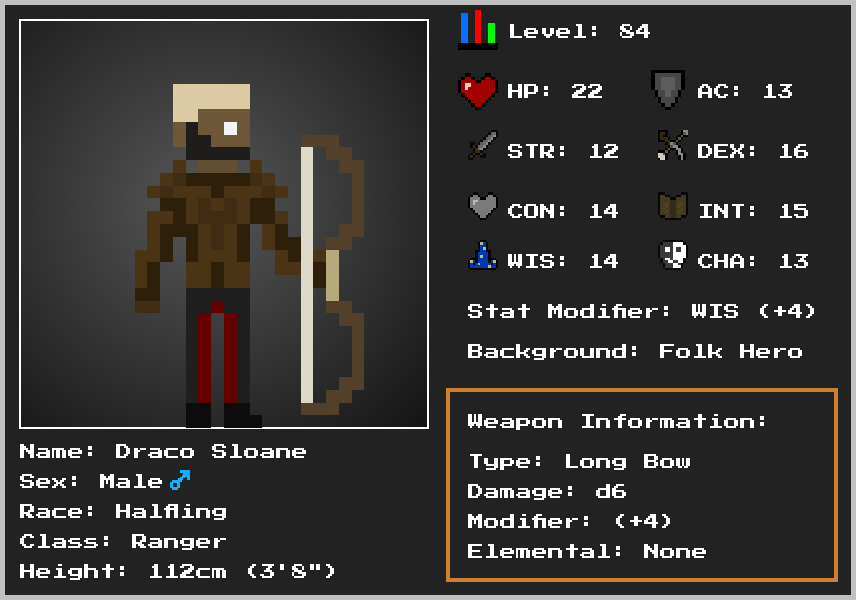 Level: 84
HP: 22 AC: 13
STR: 12 DEX: 16
CON: 14 INT: 15
WIS: 14 CHA: 13
Stat Modifier: WIS (+4)
Background: Folk Hero
Weapon Information:
Type: Long Bow
Damage: d6
Modifier: (+4)
Elemental: None
Name: Draco Sloane
Sex: Male ♂
Race: Halfling
Class: Ranger
Height: 112cm (3'8")